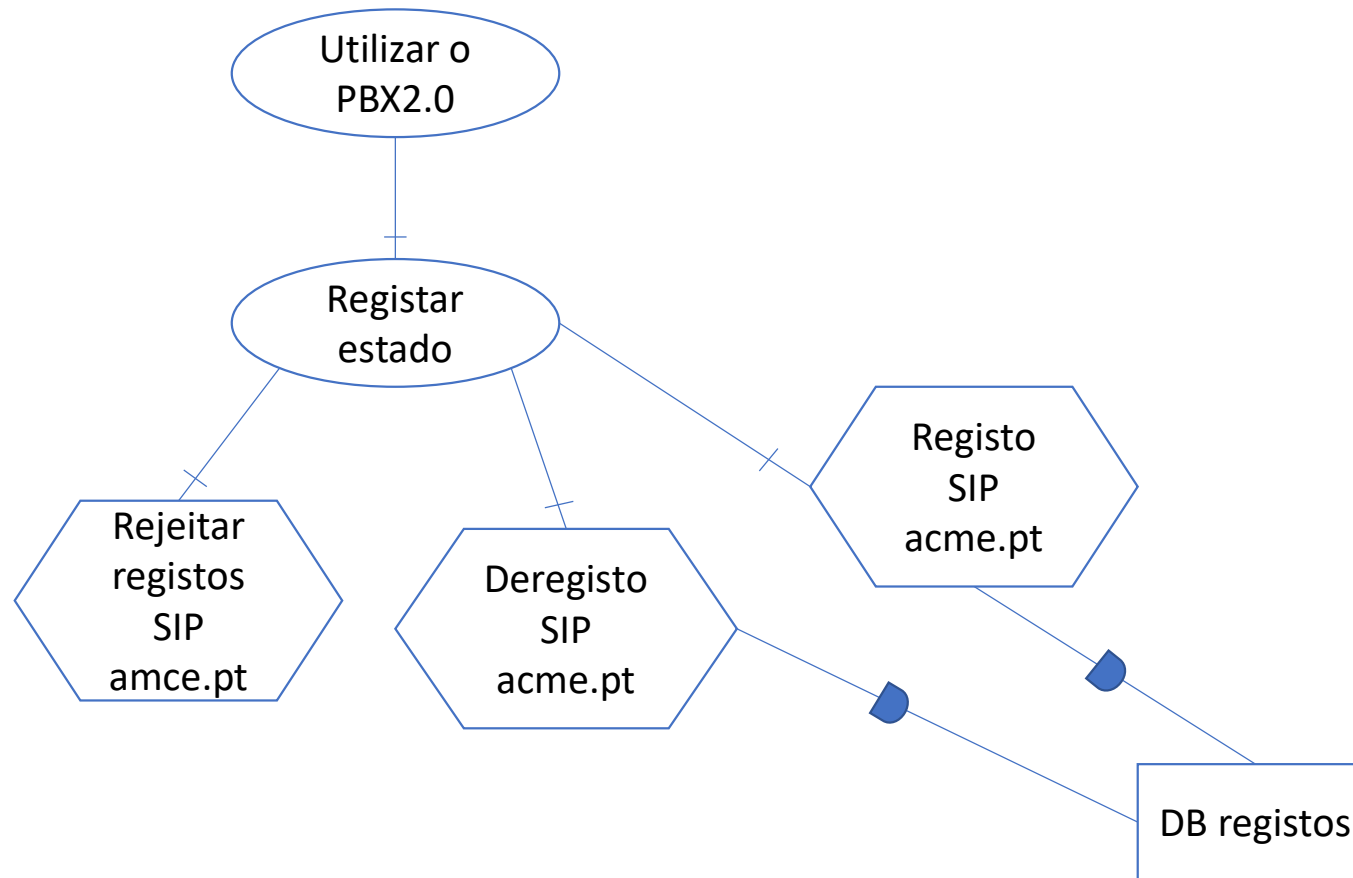 Utilizar o
PBX2.0
Registar
estado
Registo
SIP
acme.pt
Rejeitar
registos
SIP
amce.pt
Deregisto
SIP
acme.pt
DB registos